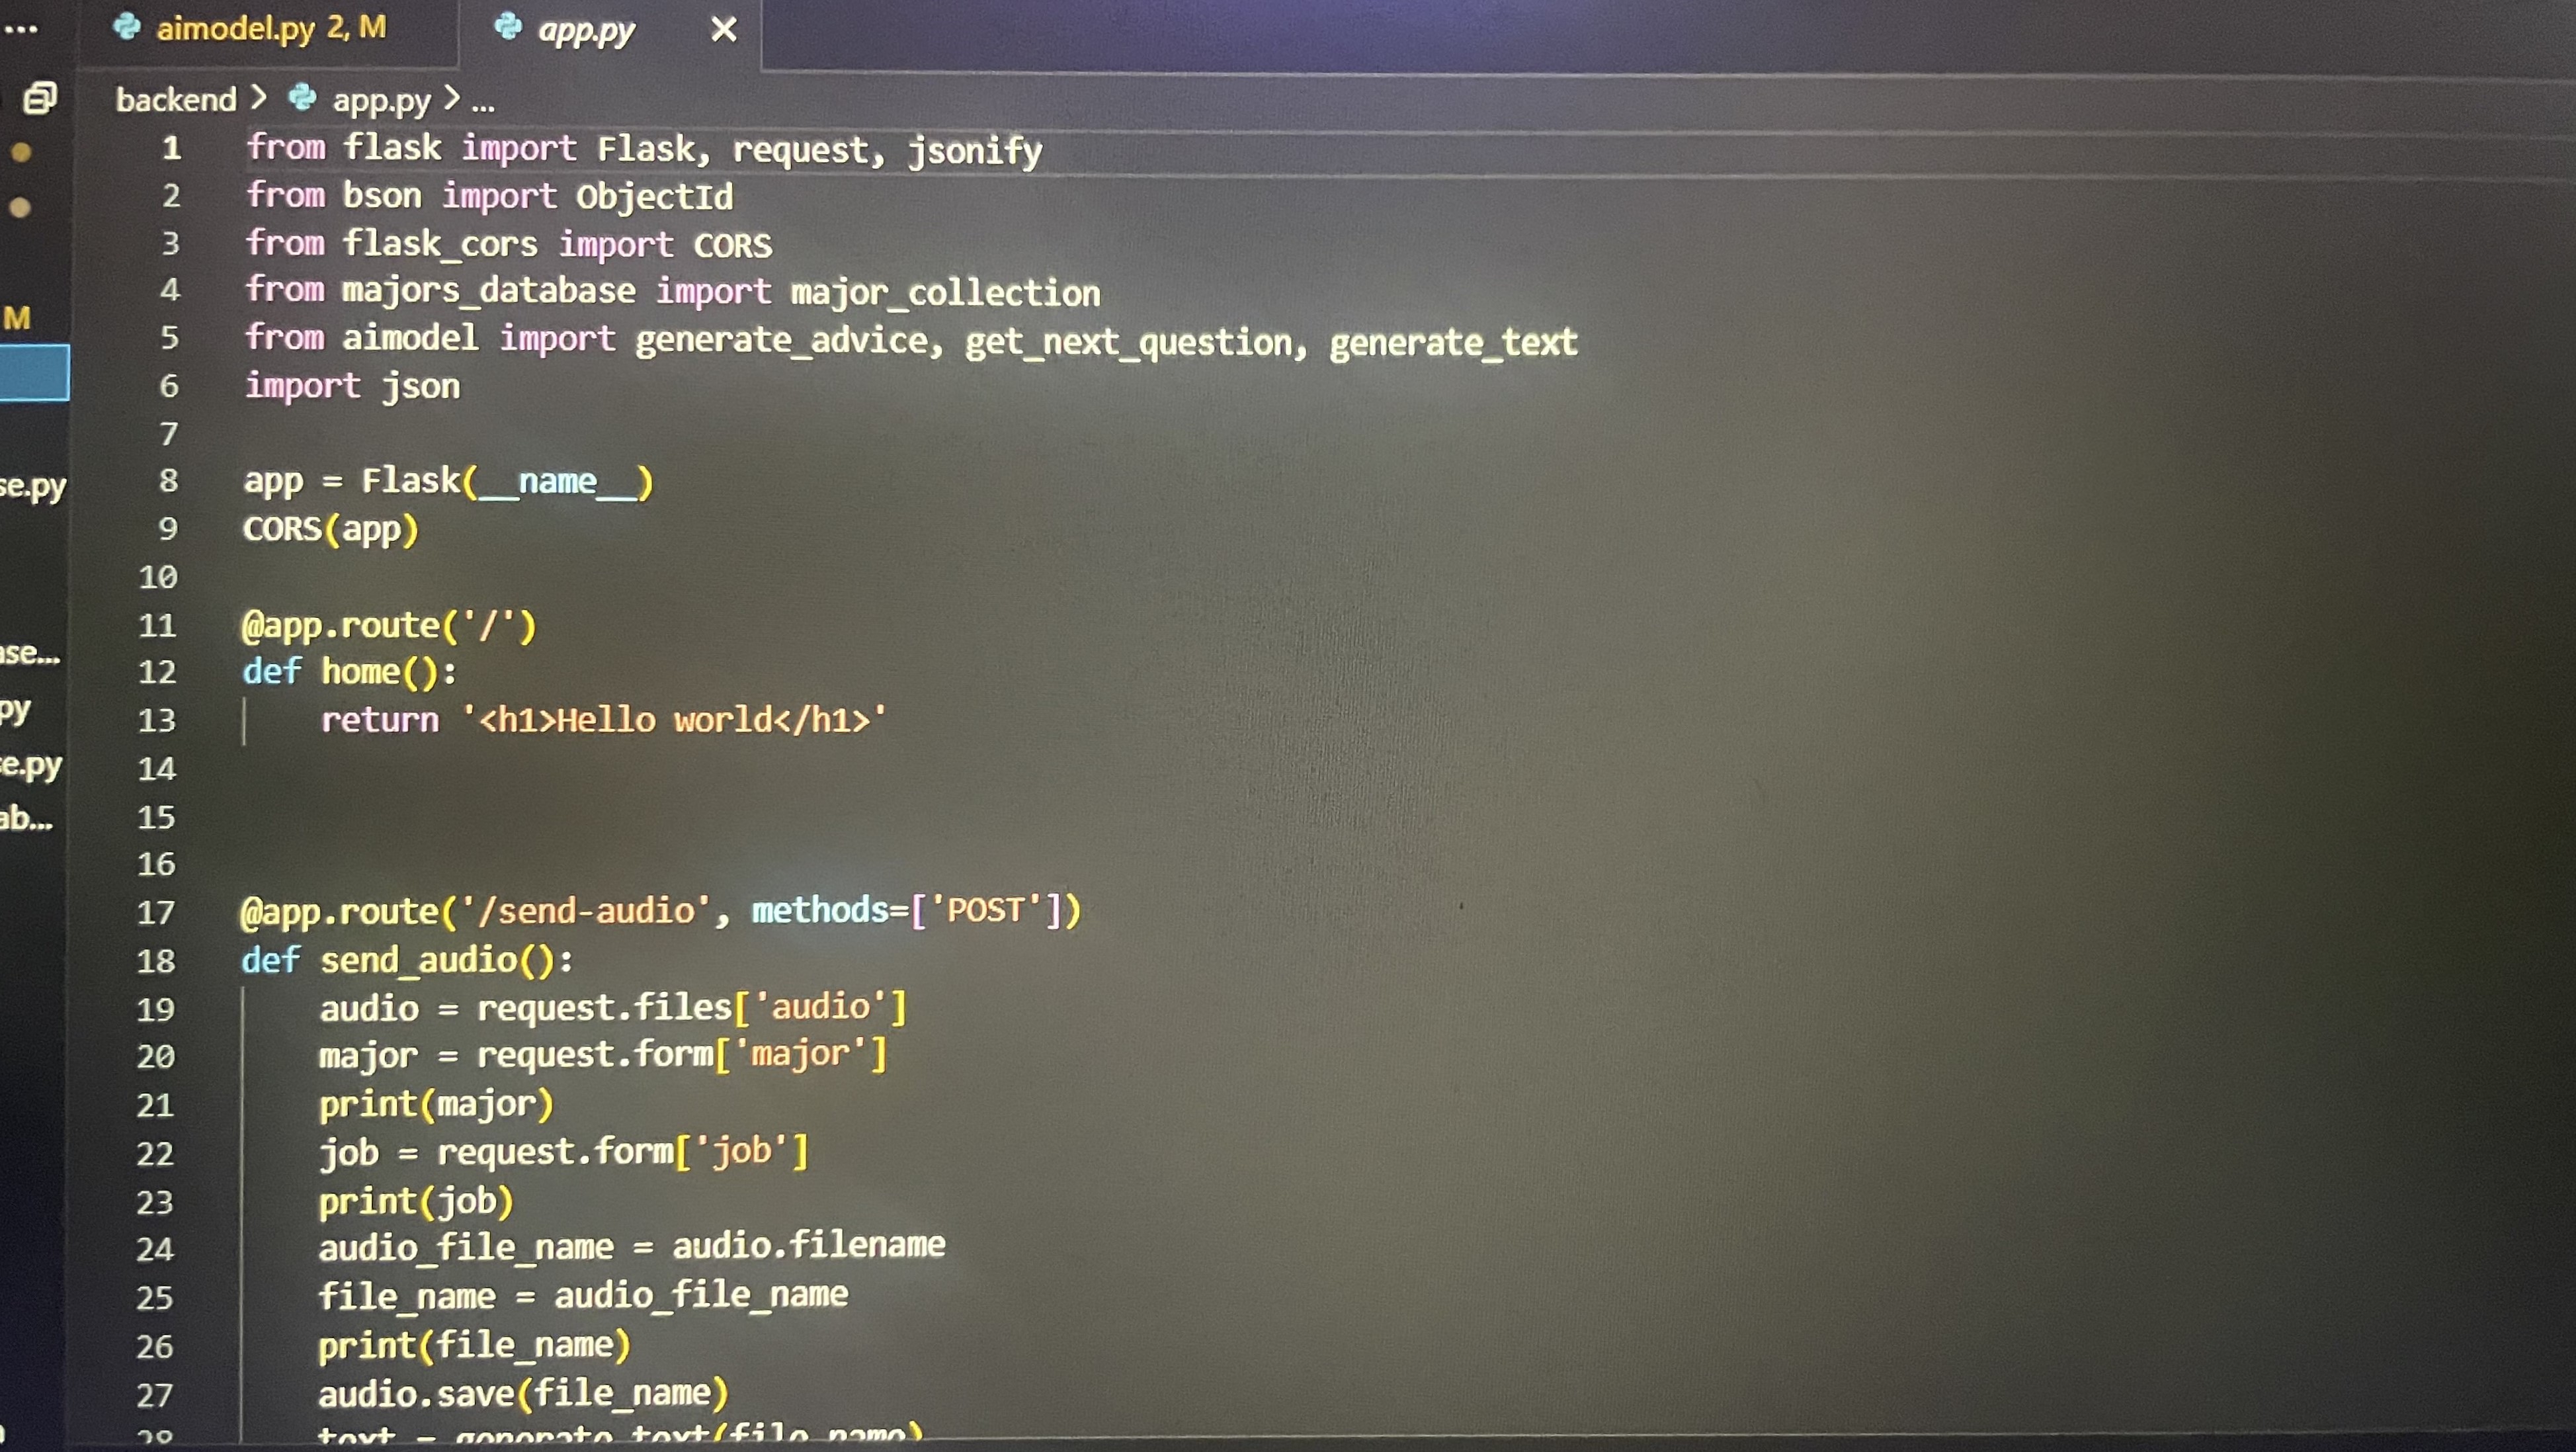 ...
aimodel.py 2, M
app.py
backend > app.py > ...
1 from flask import Flask, request, jsonify
2 from bson import ObjectId
3 from flask_cors import CORS
4 from majors_database import major_collection
M
5 from aimodel import generate_advice, get_next_question, generate_text
6 import json
7
se.py
8 app = Flask(__name__)
9 CORS(app)
10
11 @app.route('/')
ase...
12 def home():
py
13     return '<h1>Hello world</h1>'
e.py
14
ab...
15
16
17 @app.route('/send-audio', methods=['POST'])
18 def send_audio():
19     audio = request.files['audio']
20     major = request.form['major']
21     print(major)
22     job = request.form['job']
23     print(job)
24     audio_file_name = audio.filename
25     file_name = audio_file_name
26     print(file_name)
27     audio.save(file_name)
28     text = generate_text(file_name)